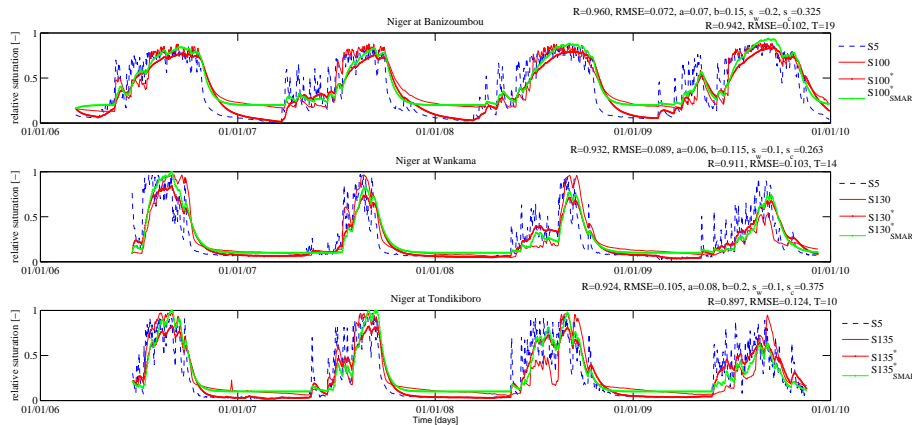 R=0.960, RMSE=0.072, a=0.07, b=0.15, s_w=0.2, s_c=0.325
Niger at Banizoumbou
R=0.942, RMSE=0.102, T=19
relative saturation [−]
1
0.5
0
01/01/06
01/01/07
01/01/08
01/01/09
01/01/10
S5
S100
S100*
S100*SMAR
R=0.932, RMSE=0.089, a=0.06, b=0.115, s_w=0.1, s_c=0.263
Niger at Wankama
R=0.911, RMSE=0.103, T=14
relative saturation [−]
1
0.5
0
01/01/06
01/01/07
01/01/08
01/01/09
01/01/10
S5
S130
S130*
S130*SMAR
R=0.924, RMSE=0.105, a=0.08, b=0.2, s_w=0.1, s_c=0.375
Niger at Tondikiboro
R=0.897, RMSE=0.124, T=10
relative saturation [−]
1
0.5
0
01/01/06
01/01/07
01/01/08
01/01/09
01/01/10
Time [days]
S5
S135
S135*
S135*SMAR